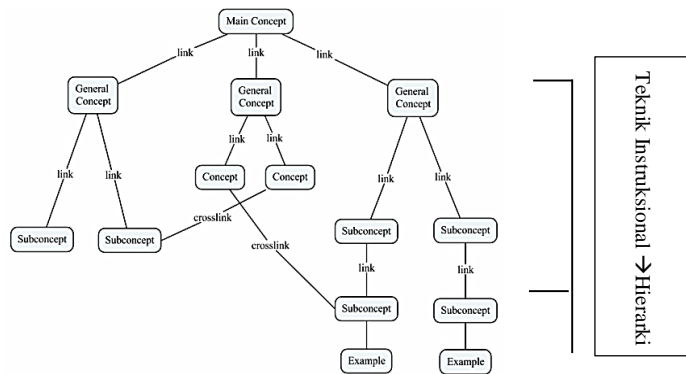 Main Concept
link
link
link
General
Concept
General
Concept
General
Concept
link
link
link
link
link
link
Concept
Concept
crosslink
Subconcept
Subconcept
Subconcept
Subconcept
crosslink
link
link
Subconcept
Subconcept
Example
Example
Teknik Instruksional →Hierarki